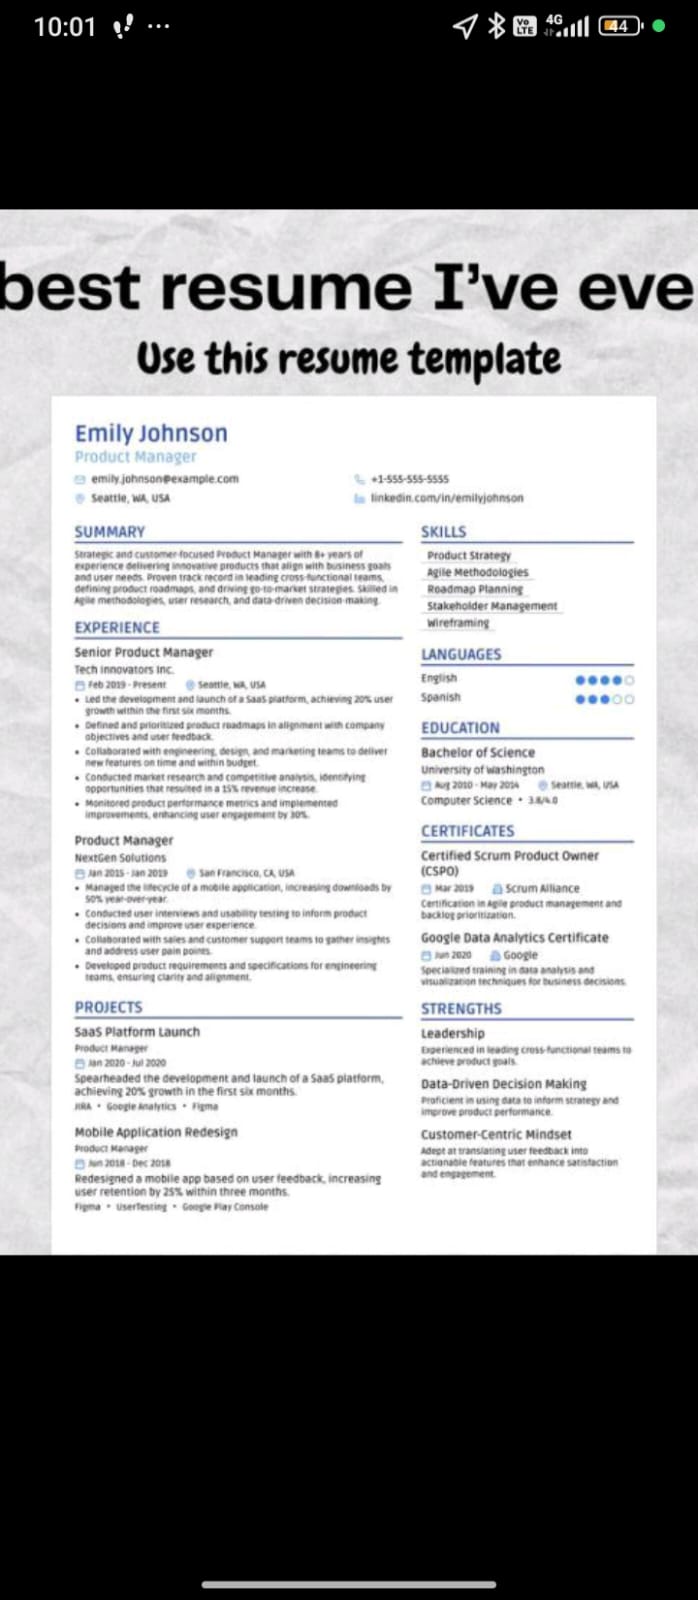 10:01 ...
Vo LTE 4G 44
best resume I've eve
Use this resume template
Emily Johnson
Product Manager
emily.johnson@example.com
+1-555-555-5555
Seattle, WA, USA
linkedin.com/in/emilyjohnson
SUMMARY
Strategic and customer-focused Product Manager with 8+ years of
experience delivering innovative products that align with business goals
and user needs. Proven track record in leading cross-functional teams,
defining product roadmaps, and driving go-to-market strategies. Skilled in
Agile methodologies, user research, and data-driven decision-making.
EXPERIENCE
Senior Product Manager
Tech Innovators Inc.
Feb 2019 - Present Seattle, WA, USA
• Led the development and launch of a SaaS platform, achieving 20% user
growth within the first six months.
• Defined and prioritized product roadmaps in alignment with company
objectives and user feedback.
• Collaborated with engineering, design, and marketing teams to deliver
new features on time and within budget.
• Conducted market research and competitive analysis, identifying
opportunities that resulted in a 15% revenue increase.
• Monitored product performance metrics and implemented
improvements, enhancing user engagement by 30%.
Product Manager
NextGen Solutions
Jan 2015 - Jan 2019 San Francisco, CA, USA
• Managed the lifecycle of a mobile application, increasing downloads by
50% year-over-year.
• Conducted user interviews and usability testing to inform product
decisions and improve user experience.
• Collaborated with sales and customer support teams to gather insights
and address user pain points.
• Developed product requirements and specifications for engineering
teams, ensuring clarity and alignment.
PROJECTS
SaaS Platform Launch
Product Manager
Jan 2020 - Jul 2020
Spearheaded the development and launch of a SaaS platform,
achieving 20% growth in the first six months.
JIRA • Google Analytics • Figma
Mobile Application Redesign
Product Manager
Jun 2018 - Dec 2018
Redesigned a mobile app based on user feedback, increasing
user retention by 25% within three months.
Figma • UserTesting • Google Play Console
SKILLS
Product Strategy
Agile Methodologies
Roadmap Planning
Stakeholder Management
Wireframing
LANGUAGES
English
Spanish
EDUCATION
Bachelor of Science
University of Washington
Aug 2010 - May 2014 Seattle, WA, USA
Computer Science • 3.8/4.0
CERTIFICATES
Certified Scrum Product Owner
(CSPO)
Mar 2019 Scrum Alliance
Certification in Agile product management and
backlog prioritization.
Google Data Analytics Certificate
Jun 2020 Google
Specialized training in data analysis and
visualization techniques for business decisions.
STRENGTHS
Leadership
Experienced in leading cross-functional teams to
achieve product goals.
Data-Driven Decision Making
Proficient in using data to inform strategy and
improve product performance.
Customer-Centric Mindset
Adept at translating user feedback into
actionable features that enhance satisfaction
and engagement.